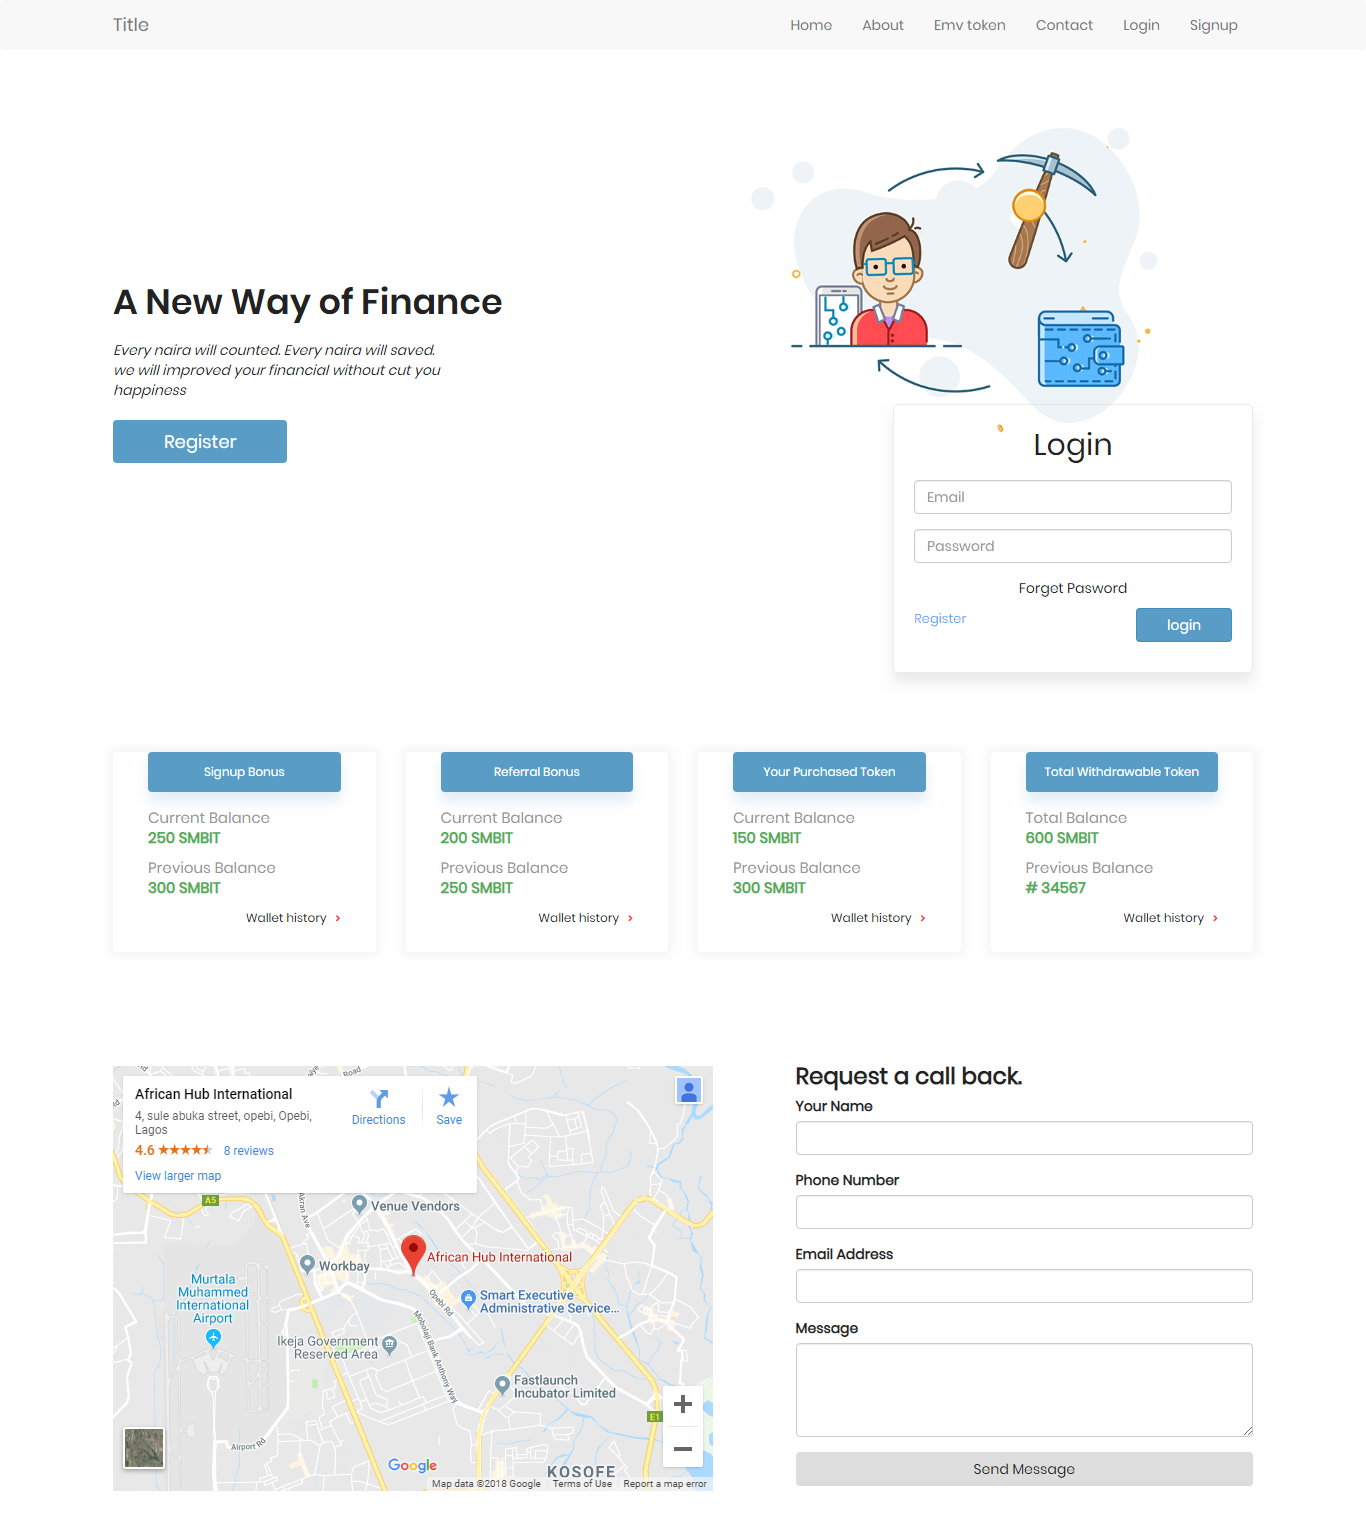 Title
Home
About
Emv token
Contact
Login
Signup
A New Way of Finance
Every naira will counted. Every naira will saved.
we will improved your financial without cut you
happiness
Register
Login
Email
Password
Forget Pasword
Register
login
Signup Bonus
Current Balance
250 SMBIT
Previous Balance
300 SMBIT
Wallet history
Referral Bonus
Current Balance
200 SMBIT
Previous Balance
250 SMBIT
Wallet history
Your Purchased Token
Current Balance
150 SMBIT
Previous Balance
300 SMBIT
Wallet history
Total Withdrawable Token
Total Balance
600 SMBIT
Previous Balance
# 34567
Wallet history
African Hub International
4, sule abuka street, opebi, Opebi,
Lagos
4.6
8 reviews
View larger map
Directions
Save
Road
A5
Akran Ave
Venue Vendors
African Hub International
Workbay
Murtala
Muhammed
International
Airport
Opebi Rd
Smart Executive
Administrative Service...
Mobolaji Bank Anthony Way
Ikeja Government
Reserved Area
Fastlaunch
Incubator Limited
E1
Airport Rd
Google
KOSOFE
Map data ©2018 Google
Terms of Use
Report a map error
Request a call back.
Your Name
Phone Number
Email Address
Message
Send Message